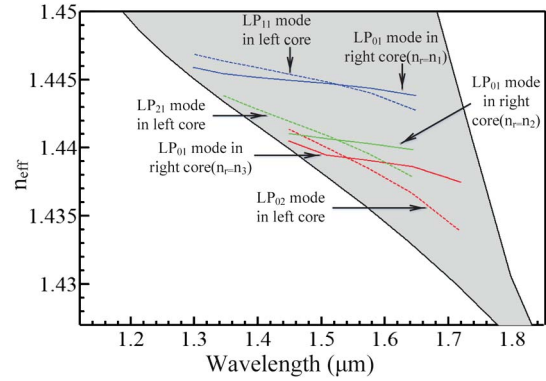 1.45
1.445
1.44
1.435
1.43
n_eff
LP11 mode
in left core
LP01 mode in
right core(nr=n1)
LP21 mode
in left core
LP01 mode
in right
core(nr=n2)
LP01 mode in
right core(nr=n3)
LP02 mode
in left core
1.2
1.3
1.4
1.5
1.6
1.7
1.8
Wavelength (μm)